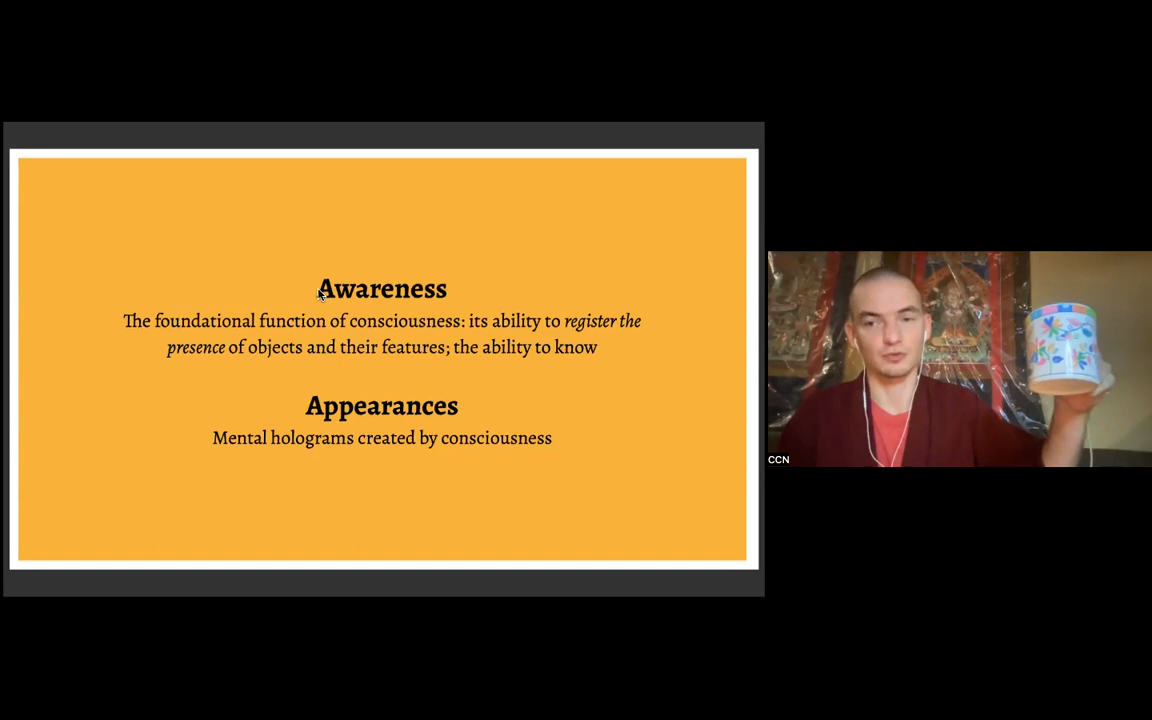 Awareness
The foundational function of consciousness: its ability to register the
presence of objects and their features; the ability to know
Appearances
Mental holograms created by consciousness
CCN